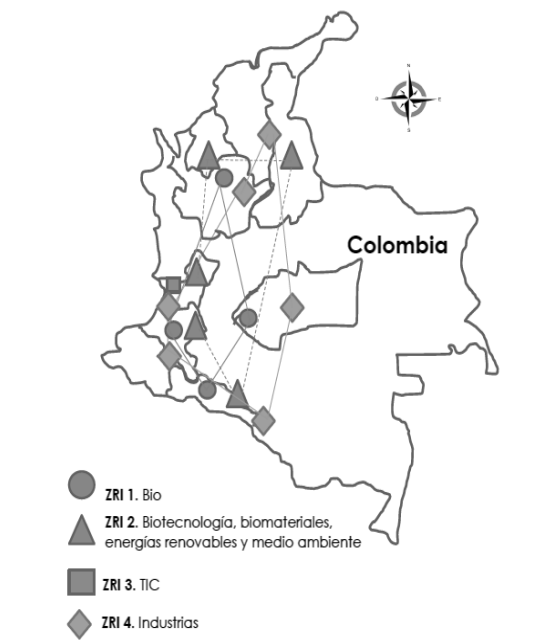 N
O
E
S
Colombia
ZRI 1. Bio
ZRI 2. Biotecnología, biomateriales,
energías renovables y medio ambiente
ZRI 3. TIC
ZRI 4. Industrias